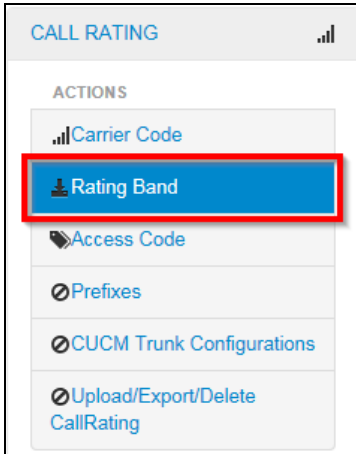 CALL RATING
ACTIONS
Carrier Code
Rating Band
Access Code
Prefixes
CUCM Trunk Configurations
Upload/Export/Delete
CallRating